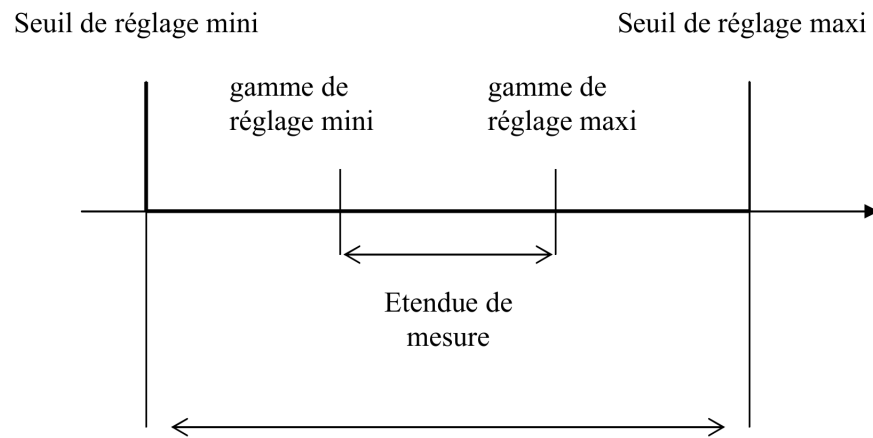 Seuil de réglage mini
Seuil de réglage maxi
gamme de
réglage mini
gamme de
réglage maxi
Etendue de
mesure